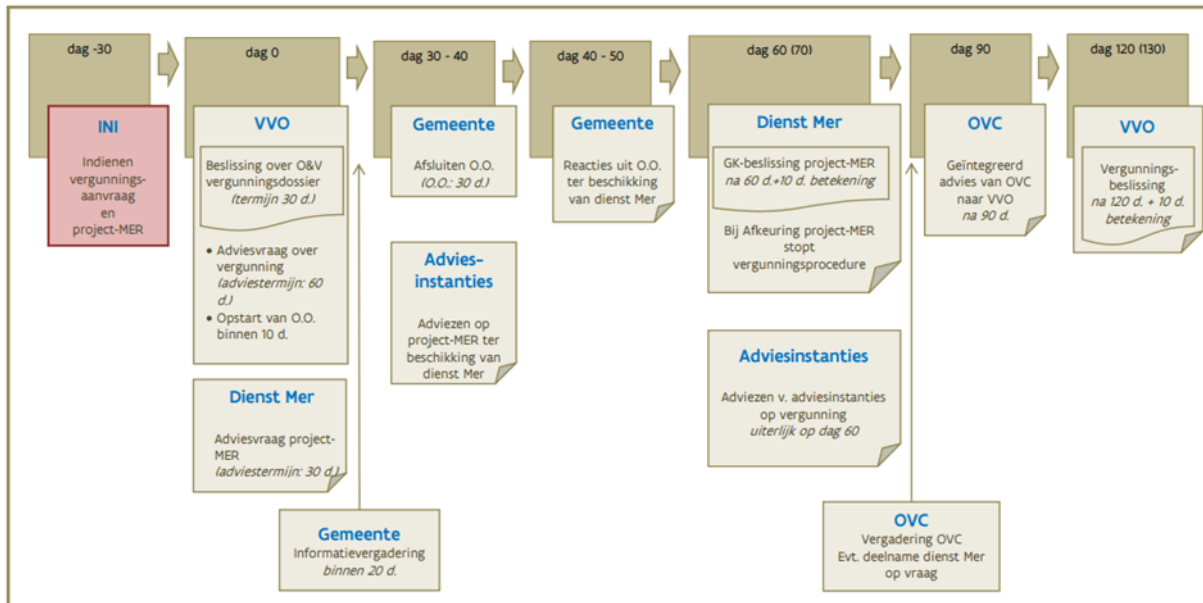 dag -30
dag 0
dag 30 - 40
dag 40 - 50
dag 60 (70)
dag 90
dag 120 (130)
INI
Indienen
vergunnings-
aanvraag
en
project-MER
VVO
Beslissing over O&V
vergunningsdossier
(termijn 30 d.)
• Adviesvraag over
vergunning
(adviestermijn: 60
d.)
• Opstart van O.O.
binnen 10 d.
Dienst Mer
Adviesvraag project-
MER
(adviestermijn: 30 d.)
Gemeente
Informatievergadering
binnen 20 d.
Gemeente
Afsluiten O.O.
(O.O.: 30 d.)
Advies-
instanties
Adviezen op
project-MER ter
beschikking van
dienst Mer
Gemeente
Reacties uit O.O.
ter beschikking
van dienst Mer
Dienst Mer
GK-beslissing project-MER
na 60 d.+10 d. betekening
Bij Afkeuring project-MER
stopt
vergunningsprocedure
Adviesinstanties
Adviezen v. adviesinstanties
op vergunning
uiterlijk op dag 60
OVC
Vergadering OVC
Evt. deelname dienst Mer
op vraag
OVC
Geïntegreerd
advies van OVC
naar VVO
na 90 d.
VVO
Vergunnings-
beslissing
na 120 d. + 10 d.
betekening